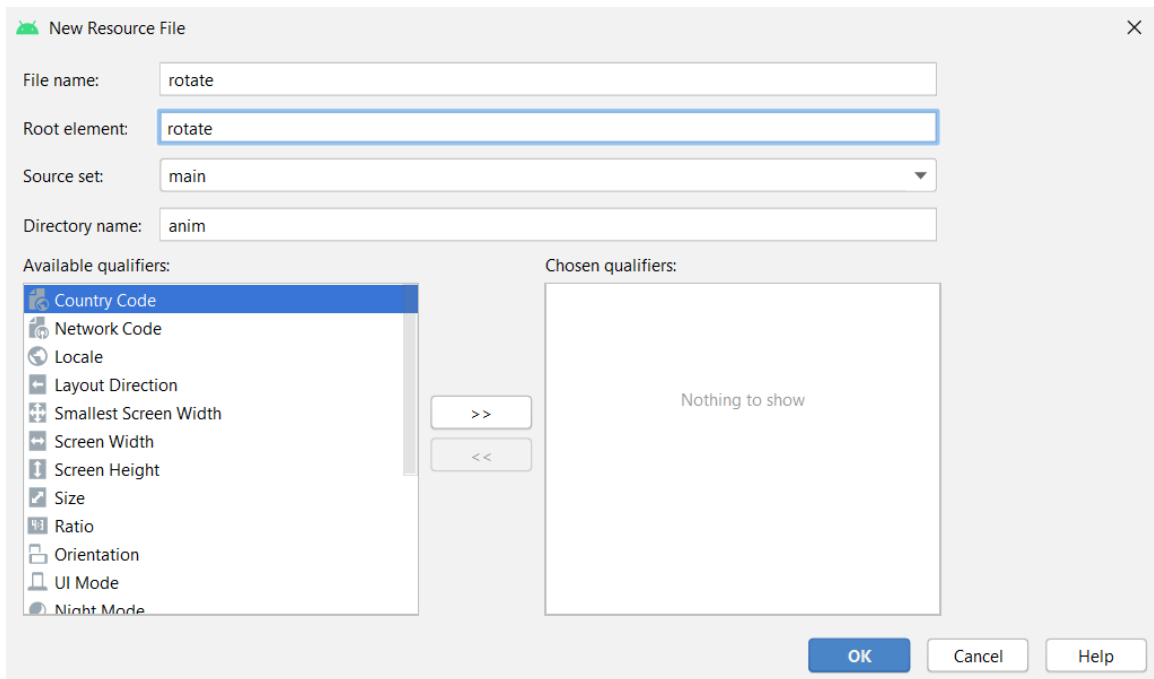 New Resource File
File name: rotate
Root element: rotate
Source set: main
Directory name: anim
Available qualifiers:
Chosen qualifiers:
Country Code
Network Code
Locale
Layout Direction
Smallest Screen Width
Screen Width
Screen Height
Size
Ratio
Orientation
UI Mode
Night Mode
>>
<<
Nothing to show
OK
Cancel
Help